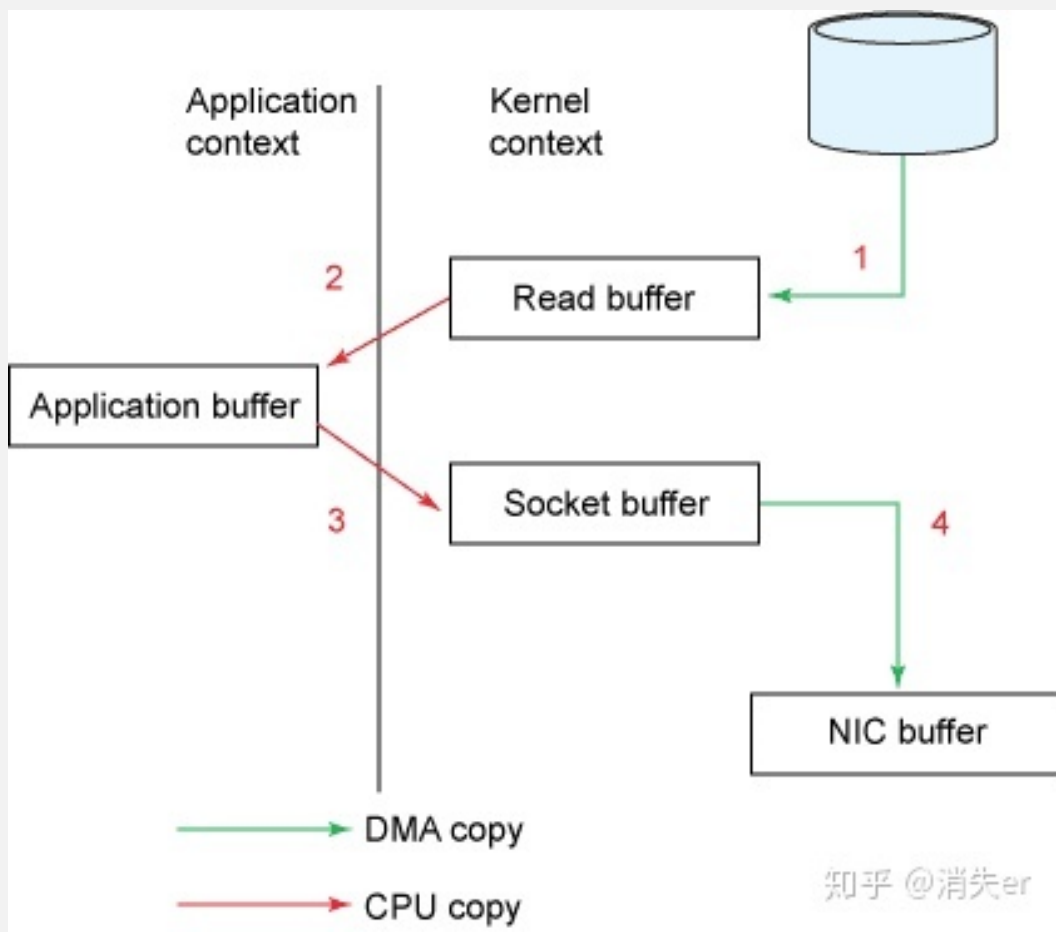 Application
context
Kernel
context
1
2
Read buffer
Application buffer
3
Socket buffer
4
NIC buffer
DMA copy
CPU copy
知乎 @消失er